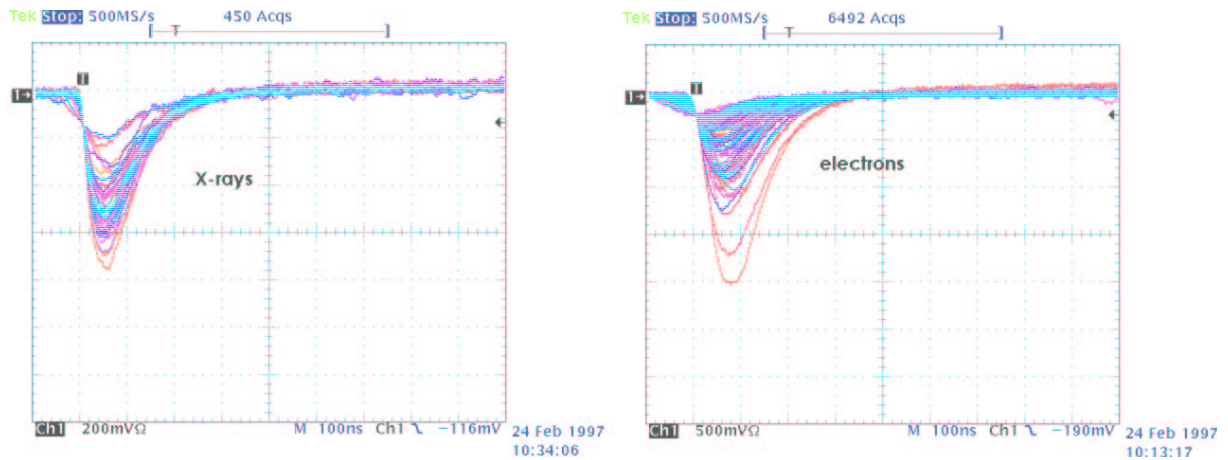 Tek Stop: 500MS/s 450 Acqs
[ T ]
T
1→
X-rays
Ch1 200mVΩ M 100ns Ch1 -116mV
24 Feb 1997
10:34:06
Tek Stop: 500MS/s 6492 Acqs
[ T ]
T
1→
electrons
Ch1 500mVΩ M 100ns Ch1 -190mV
24 Feb 1997
10:13:17